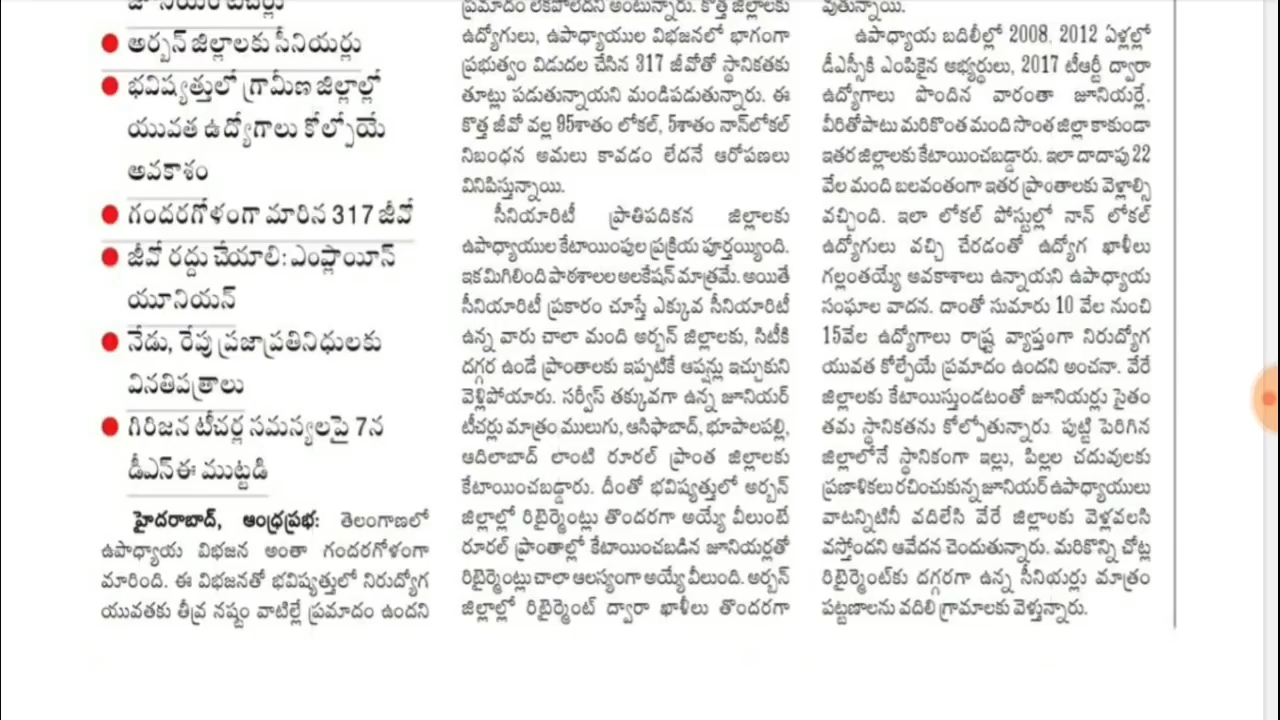 జూనియర్ టీచర్లు
అర్బన్ జిల్లాలకు సీనియర్లు
భవిష్యత్తులో గ్రామీణ జిల్లాల్లో
యువత ఉద్యోగాలు కోల్పోయే
అవకాశం
గందరగోళంగా మారిన 317 జీవో
జీవో రద్దు చేయాలి: ఎంప్లాయీస్
యూనియన్
నేడు, రేపు ప్రజాప్రతినిధులకు
వినతిపత్రాలు
గిరిజన టీచర్ల సమస్యలపై 7న
డీఎస్ఈ ముట్టడి
హైదరాబాద్, ఆంధ్రప్రభ: తెలంగాణలో
ఉపాధ్యాయ విభజన అంతా గందరగోళంగా
మారింది. ఈ విభజనతో భవిష్యత్తులో నిరుద్యోగ
యువతకు తీవ్ర నష్టం వాటిల్లే ప్రమాదం ఉందని
ప్రమాదం లేకపోలేదని అంటున్నారు. కొత్త జిల్లాలకు
ఉద్యోగులు, ఉపాధ్యాయుల విభజనలో భాగంగా
ప్రభుత్వం విడుదల చేసిన 317 జీవోతో స్థానికతకు
తూట్లు పడుతున్నాయని మండిపడుతున్నారు. ఈ
కొత్త జీవో వల్ల 95శాతం లోకల్, 5శాతం నాన్‌లోకల్
నిబంధన అమలు కావడం లేదనే ఆరోపణలు
వినిపిస్తున్నాయి.
సీనియారిటీ ప్రాతిపదికన జిల్లాలకు
ఉపాధ్యాయుల కేటాయింపుల ప్రక్రియ పూర్తయ్యింది.
ఇక మిగిలింది పాఠశాలల అలకేషన్ మాత్రమే. అయితే
సీనియారిటీ ప్రకారం చూస్తే ఎక్కువ సీనియారిటీ
ఉన్న వారు చాలా మంది అర్బన్ జిల్లాలకు, సిటీకి
దగ్గర ఉండే ప్రాంతాలకు ఇప్పటికే ఆప్షన్లు ఇచ్చుకుని
వెళ్లిపోయారు. సర్వీస్ తక్కువగా ఉన్న జూనియర్
టీచర్లు మాత్రం ములుగు, ఆసిఫాబాద్, భూపాలపల్లి,
ఆదిలాబాద్ లాంటి రూరల్ ప్రాంత జిల్లాలకు
కేటాయించబడ్డారు. దీంతో భవిష్యత్తులో అర్బన్
జిల్లాల్లో రిటైర్మెంట్లు తొందరగా అయ్యే వీలుంటే
రూరల్ ప్రాంతాల్లో కేటాయించబడిన జూనియర్లతో
రిటైర్మెంట్లు చాలా ఆలస్యంగా అయ్యే వీలుంది. అర్బన్
జిల్లాల్లో రిటైర్మెంట్ ద్వారా ఖాళీలు తొందరగా
వుతున్నాయి.
ఉపాధ్యాయ బదిలీల్లో 2008, 2012 ఏళ్లల్లో
డీఎస్సీకి ఎంపికైన అభ్యర్థులు, 2017 టీఆర్టీ ద్వారా
ఉద్యోగాలు పొందిన వారంతా జూనియర్లే.
వీరితోపాటు మరికొంత మంది సొంత జిల్లా కాకుండా
ఇతర జిల్లాలకు కేటాయించబడ్డారు. ఇలా దాదాపు 22
వేల మంది బలవంతంగా ఇతర ప్రాంతాలకు వెళ్లాల్సి
వచ్చింది. ఇలా లోకల్ పోస్టుల్లో నాన్ లోకల్
ఉద్యోగులు వచ్చి చేరడంతో ఉద్యోగ ఖాళీలు
గల్లంతయ్యే అవకాశాలు ఉన్నాయని ఉపాధ్యాయ
సంఘాల వాదన. దాంతో సుమారు 10 వేల నుంచి
15వేల ఉద్యోగాలు రాష్ట్ర వ్యాప్తంగా నిరుద్యోగ
యువత కోల్పేయే ప్రమాదం ఉందని అంచనా. వేరే
జిల్లాలకు కేటాయిస్తుండటంతో జూనియర్లు సైతం
తమ స్థానికతను కోల్పోతున్నారు. పుట్టి పెరిగిన
జిల్లాలోనే స్థానికంగా ఇల్లు, పిల్లల చదువులకు
ప్రణాళికలు రచించుకున్న జూనియర్ ఉపాధ్యాయులు
వాటన్నిటినీ వదిలేసి వేరే జిల్లాలకు వెళ్లవలసి
వస్తోందని ఆవేదన చెందుతున్నారు. మరికొన్ని చోట్ల
రిటైర్మెంట్‌కు దగ్గరగా ఉన్న సీనియర్లు మాత్రం
పట్టణాలను వదిలి గ్రామాలకు వెళ్తున్నారు.